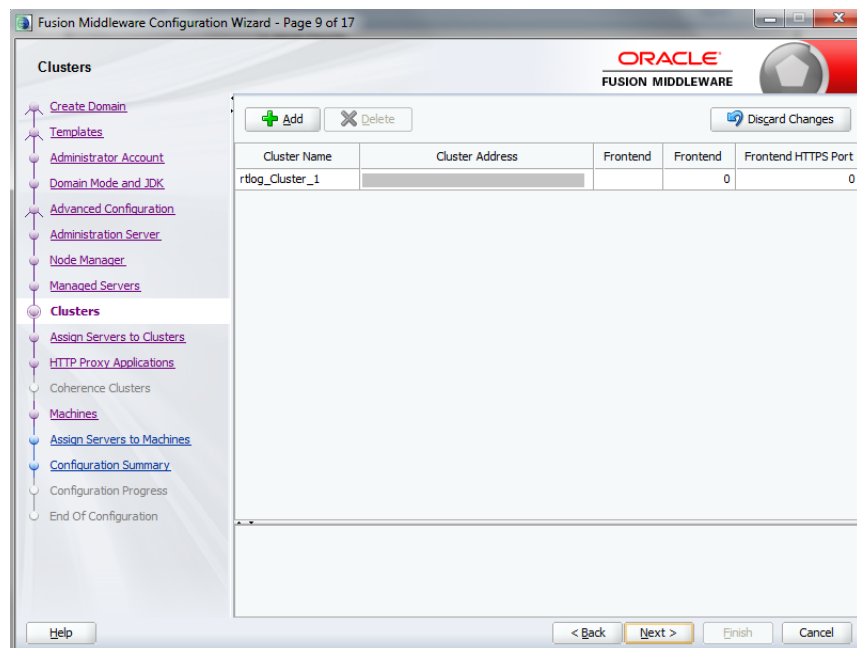 Fusion Middleware Configuration Wizard - Page 9 of 17
Clusters
ORACLE
FUSION MIDDLEWARE
Create Domain
Templates
Administrator Account
Domain Mode and JDK
Advanced Configuration
Administration Server
Node Manager
Managed Servers
Clusters
Assign Servers to Clusters
HTTP Proxy Applications
Coherence Clusters
Machines
Assign Servers to Machines
Configuration Summary
Configuration Progress
End Of Configuration
Add Delete Discard Changes
Cluster Name Cluster Address Frontend Frontend Frontend HTTPS Port
rtlog_Cluster_1 0 0
Help < Back Next > Finish Cancel